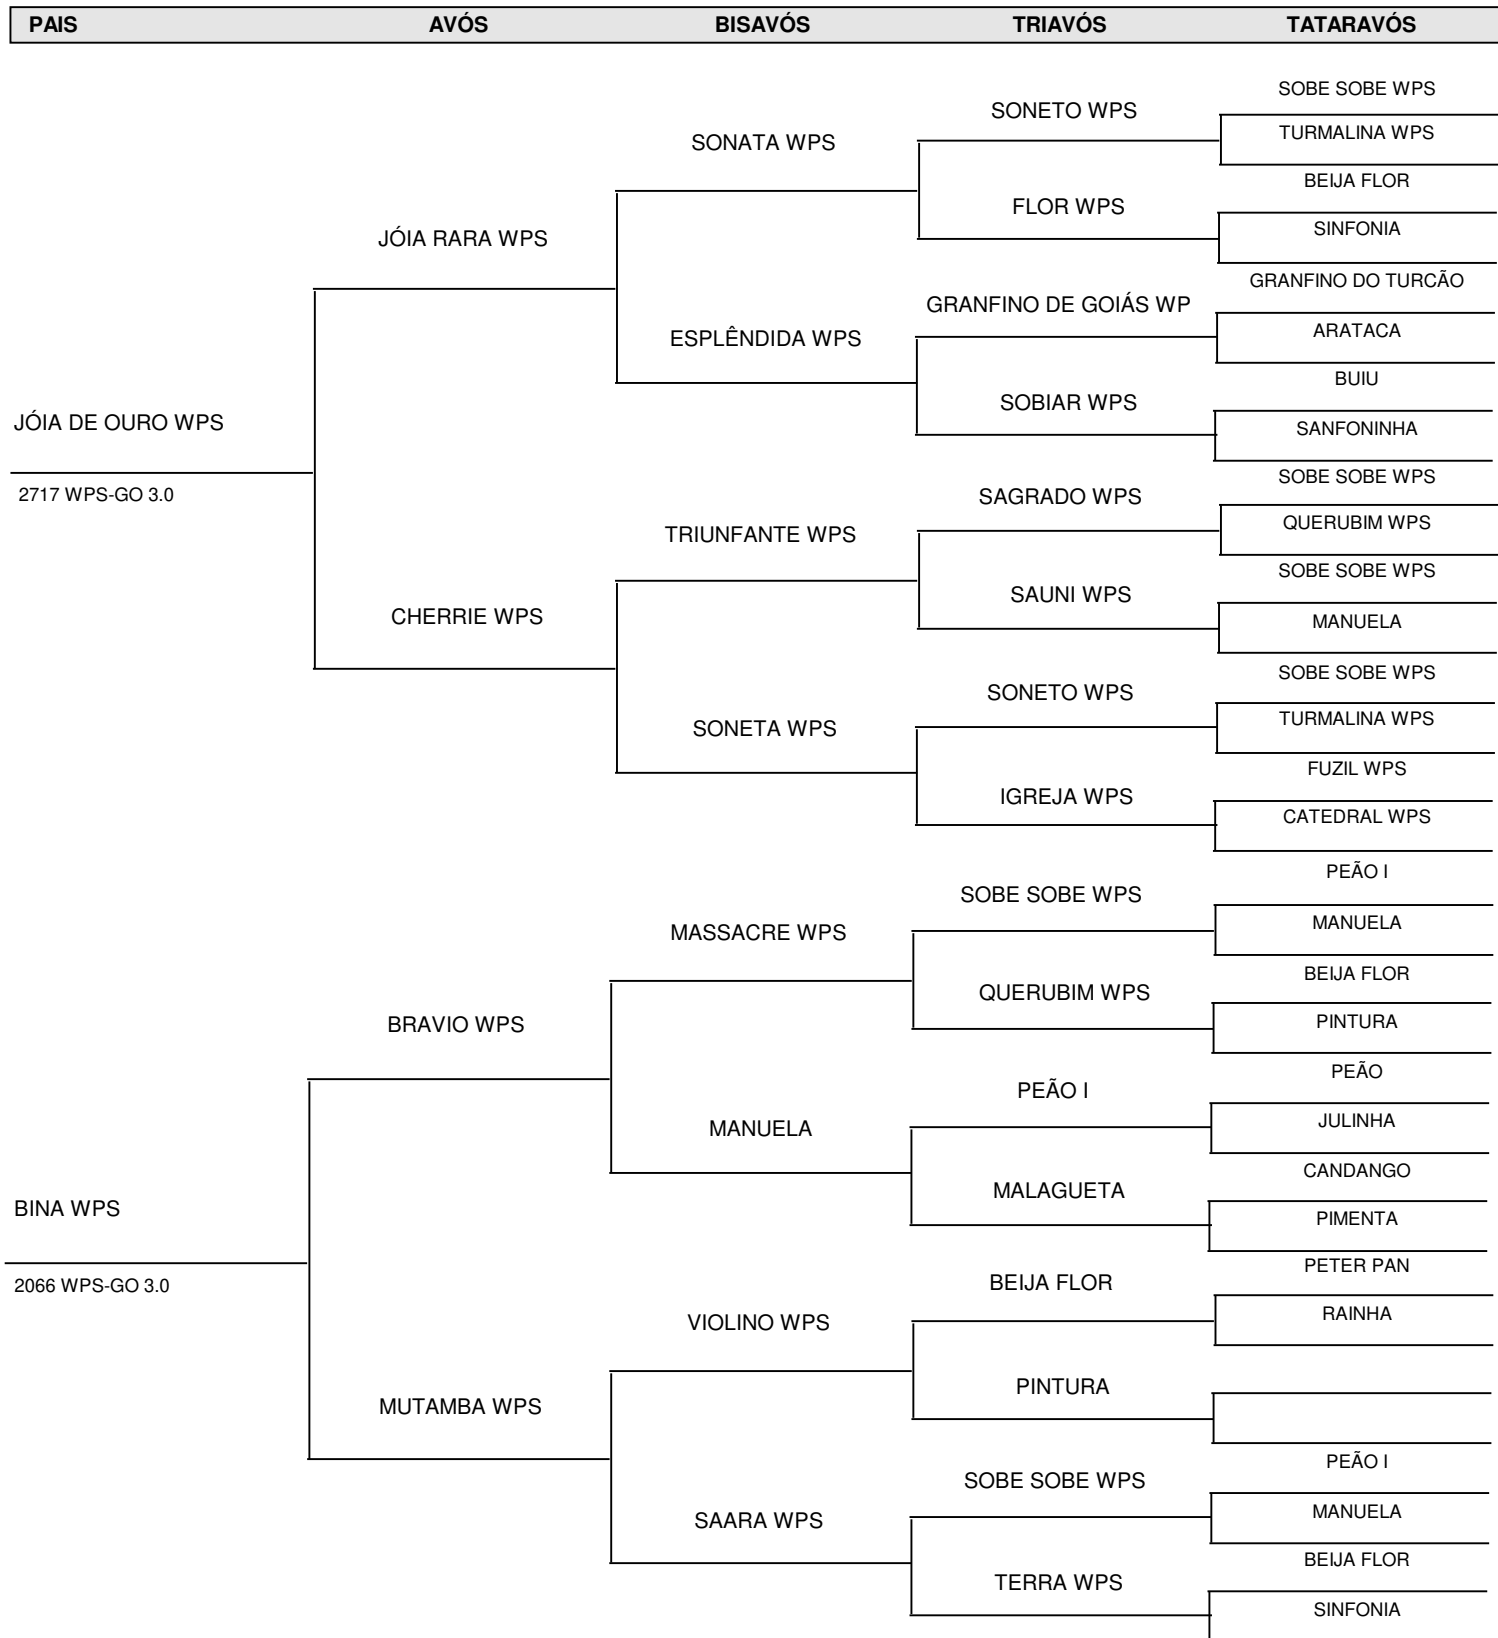 PAIS AVÓS BISAVÓS TRIAVÓS TATARAVÓS
SOBE SOBE WPS
SONETO WPS
TURMALINA WPS
SONATA WPS
BEIJA FLOR
FLOR WPS
SINFONIA
JÓIA RARA WPS
GRANFINO DO TURCÃO
GRANFINO DE GOIÁS WP
ARATACA
ESPLÊNDIDA WPS
BUIU
SOBIAR WPS
JÓIA DE OURO WPS
SANFONINHA
SOBE SOBE WPS
2717 WPS-GO 3.0
SAGRADO WPS
QUERUBIM WPS
TRIUNFANTE WPS
SOBE SOBE WPS
SAUNI WPS
CHERRIE WPS
MANUELA
SOBE SOBE WPS
SONETO WPS
TURMALINA WPS
SONETA WPS
FUZIL WPS
IGREJA WPS
CATEDRAL WPS
PEÃO I
SOBE SOBE WPS
MANUELA
MASSACRE WPS
BEIJA FLOR
QUERUBIM WPS
PINTURA
BRAVIO WPS
PEÃO
PEÃO I
JULINHA
MANUELA
CANDANGO
MALAGUETA
BINA WPS
PIMENTA
PETER PAN
2066 WPS-GO 3.0
BEIJA FLOR
RAINHA
VIOLINO WPS
PINTURA
MUTAMBA WPS
PEÃO I
SOBE SOBE WPS
MANUELA
SAARA WPS
BEIJA FLOR
TERRA WPS
SINFONIA